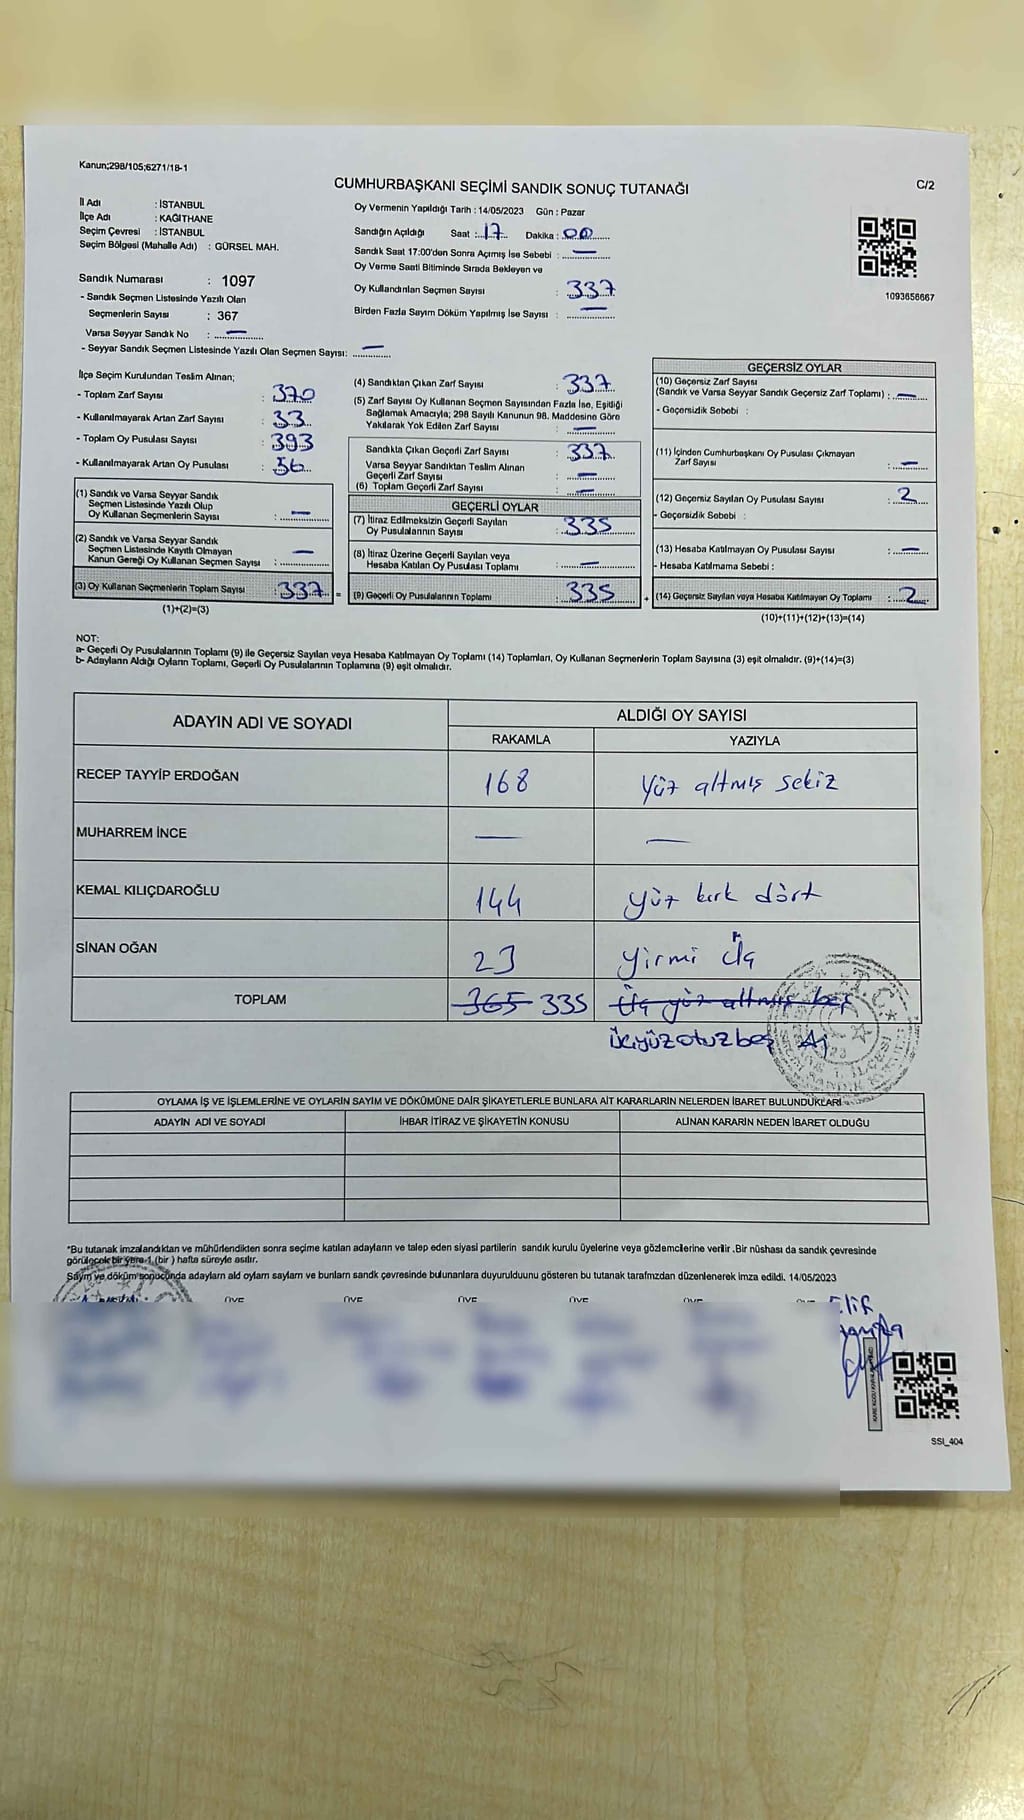 Kanun;298/105;6271/18-1
CUMHURBAŞKANI SEÇİMİ SANDIK SONUÇ TUTANAĞI
C/2
İl Adı : İSTANBUL
İlçe Adı : KAĞITHANE
Seçim Çevresi : İSTANBUL
Seçim Bölgesi (Mahalle Adı) : GÜRSEL MAH.
Sandık Numarası : 1097
- Sandık Seçmen Listesinde Yazılı Olan
Seçmenlerin Sayısı : 367
Varsa Seyyar Sandık No : —
- Seyyar Sandık Seçmen Listesinde Yazılı Olan Seçmen Sayısı: —
Oy Vermenin Yapıldığı Tarih : 14/05/2023 Gün : Pazar
Sandığın Açıldığı Saat : 17 Dakika : 00
Sandık Saat 17:00'den Sonra Açımış İse Sebebi : —
Oy Verme Saati Bitiminde Sırada Bekleyen ve
Oy Kullandırılan Seçmen Sayısı : 337
Birden Fazla Sayım Döküm Yapılmış İse Sayısı : —
1093656667
İlçe Seçim Kurulundan Teslim Alınan;
- Toplam Zarf Sayısı : 370
- Kullanılmayarak Artan Zarf Sayısı : 33
- Toplam Oy Pusulası Sayısı : 393
- Kullanılmayarak Artan Oy Pusulası : 56
(1) Sandık ve Varsa Seyyar Sandık
Seçmen Listesinde Yazılı Olup
Oy Kullanan Seçmenlerin Sayısı : —
(2) Sandık ve Varsa Seyyar Sandık
Seçmen Listesinde Kayıtlı Olmayan
Kanun Gereği Oy Kullanan Seçmen Sayısı : —
(3) Oy Kullanan Seçmenlerin Toplam Sayısı : 337 =
(1)+(2)=(3)
(4) Sandıktan Çıkan Zarf Sayısı : 337
(5) Zarf Sayısı Oy Kullanan Seçmen Sayısından Fazla İse, Eşitliği
Sağlamak Amacıyla; 298 Sayılı Kanunun 98. Maddesine Göre
Yakılarak Yok Edilen Zarf Sayısı : —
Sandıkta Çıkan Geçerli Zarf Sayısı : 337
Varsa Seyyar Sandıktan Teslim Alınan
Geçerli Zarf Sayısı : —
(6) Toplam Geçerli Zarf Sayısı : —
GEÇERLİ OYLAR
(7) İtiraz Edilmeksizin Geçerli Sayılan
Oy Pusulalarının Sayısı : 335
(8) İtiraz Üzerine Geçerli Sayılan veya
Hesaba Katılan Oy Pusulası Toplamı : —
(9) Geçerli Oy Pusulalarının Toplamı : 335 +
GEÇERSİZ OYLAR
(10) Geçersiz Zarf Sayısı
(Sandık ve Varsa Seyyar Sandık Geçersiz Zarf Toplamı) : —
- Geçersizlik Sebebi :
(11) İçinden Cumhurbaşkanı Oy Pusulası Çıkmayan
Zarf Sayısı : —
(12) Geçersiz Sayılan Oy Pusulası Sayısı : 2
- Geçersizlik Sebebi :
(13) Hesaba Katılmayan Oy Pusulası Sayısı : —
- Hesaba Katılmama Sebebi :
(14) Geçersiz Sayılan veya Hesaba Katılmayan Oy Toplamı : 2
(10)+(11)+(12)+(13)=(14)
NOT:
a- Geçerli Oy Pusulalarının Toplamı (9) ile Geçersiz Sayılan veya Hesaba Katılmayan Oy Toplamı (14) Toplamları, Oy Kullanan Seçmenlerin Toplam Sayısına (3) eşit olmalıdır. (9)+(14)=(3)
b- Adayların Aldığı Oyların Toplamı, Geçerli Oy Pusulalarının Toplamına (9) eşit olmalıdır.
ADAYIN ADI VE SOYADI
ALDIĞI OY SAYISI
RAKAMLA YAZIYLA
RECEP TAYYİP ERDOĞAN 168 Yüz altmış sekiz
MUHARREM İNCE — —
KEMAL KILIÇDAROĞLU 144 yüz kırk dört
SİNAN OĞAN 23 yirmi üç
TOPLAM 365 335 Üç yüz altmış beş
üçyüzotuzbeş
OYLAMA İŞ VE İŞLEMLERİNE VE OYLARIN SAYIM VE DÖKÜMÜNE DAİR ŞİKAYETLERLE BUNLARA AİT KARARLARIN NELERDEN İBARET BULUNDUKLARI
ADAYIN ADI VE SOYADI İHBAR İTİRAZ VE ŞİKAYETİN KONUSU ALINAN KARARIN NEDEN İBARET OLDUĞU
*Bu tutanak imzalandıktan ve mühürlendikten sonra seçime katılan adayların ve talep eden siyasi partilerin sandık kurulu üyelerine veya gözlemcilerine verilir .Bir nüshası da sandık çevresinde
görülecek bir yere 1 (bir ) hafta süreyle asılır.
Sayım ve döküm sonucunda adayların ald oyların sayların ve bunların sandk çevresinde bulunanlara duyurulduunu gösteren bu tutanak tarafmzdan düzenlenerek imza edildi. 14/05/2023
ÜYE ÜYE ÜYE ÜYE ÜYE
Elif
SSI_404